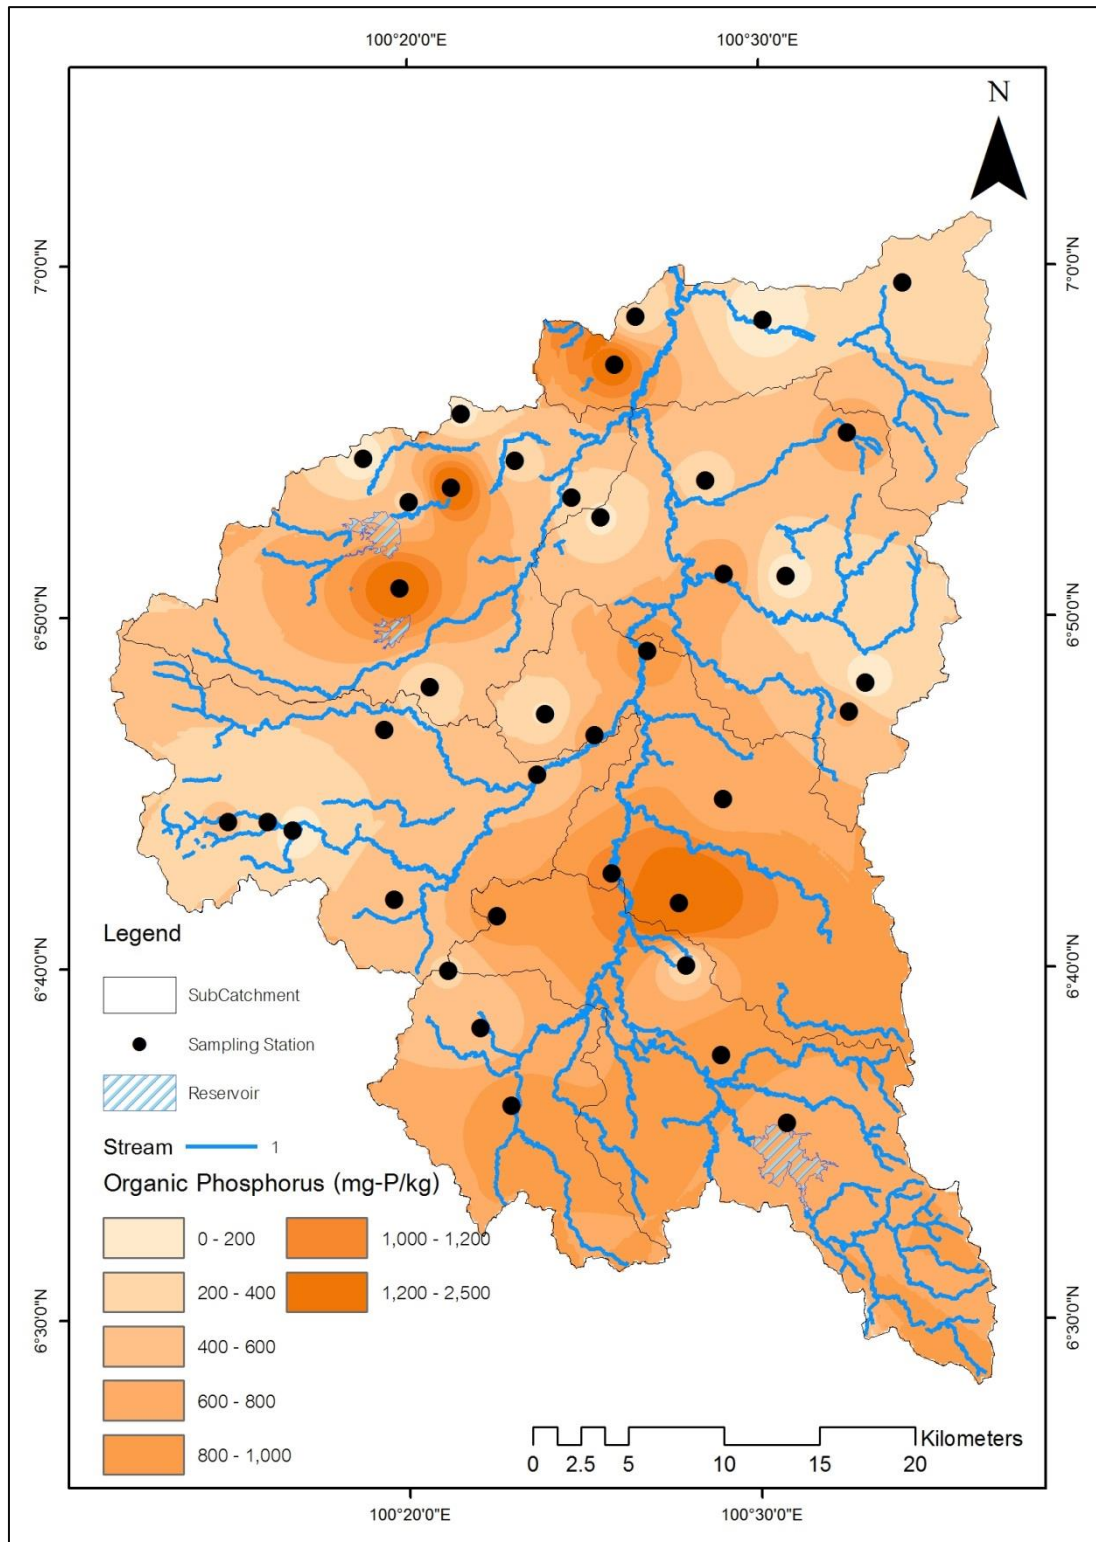 100°20'0"E 100°30'0"E
N
7°0'0"N 7°0'0"N
6°50'0"N 6°50'0"N
6°40'0"N 6°40'0"N
6°30'0"N 6°30'0"N
Legend
SubCatchment
Sampling Station
Reservoir
Stream 1
Organic Phosphorus (mg-P/kg)
0 - 200 1,000 - 1,200
200 - 400 1,200 - 2,500
400 - 600
600 - 800
800 - 1,000
Kilometers
0 2.5 5 10 15 20
100°20'0"E 100°30'0"E